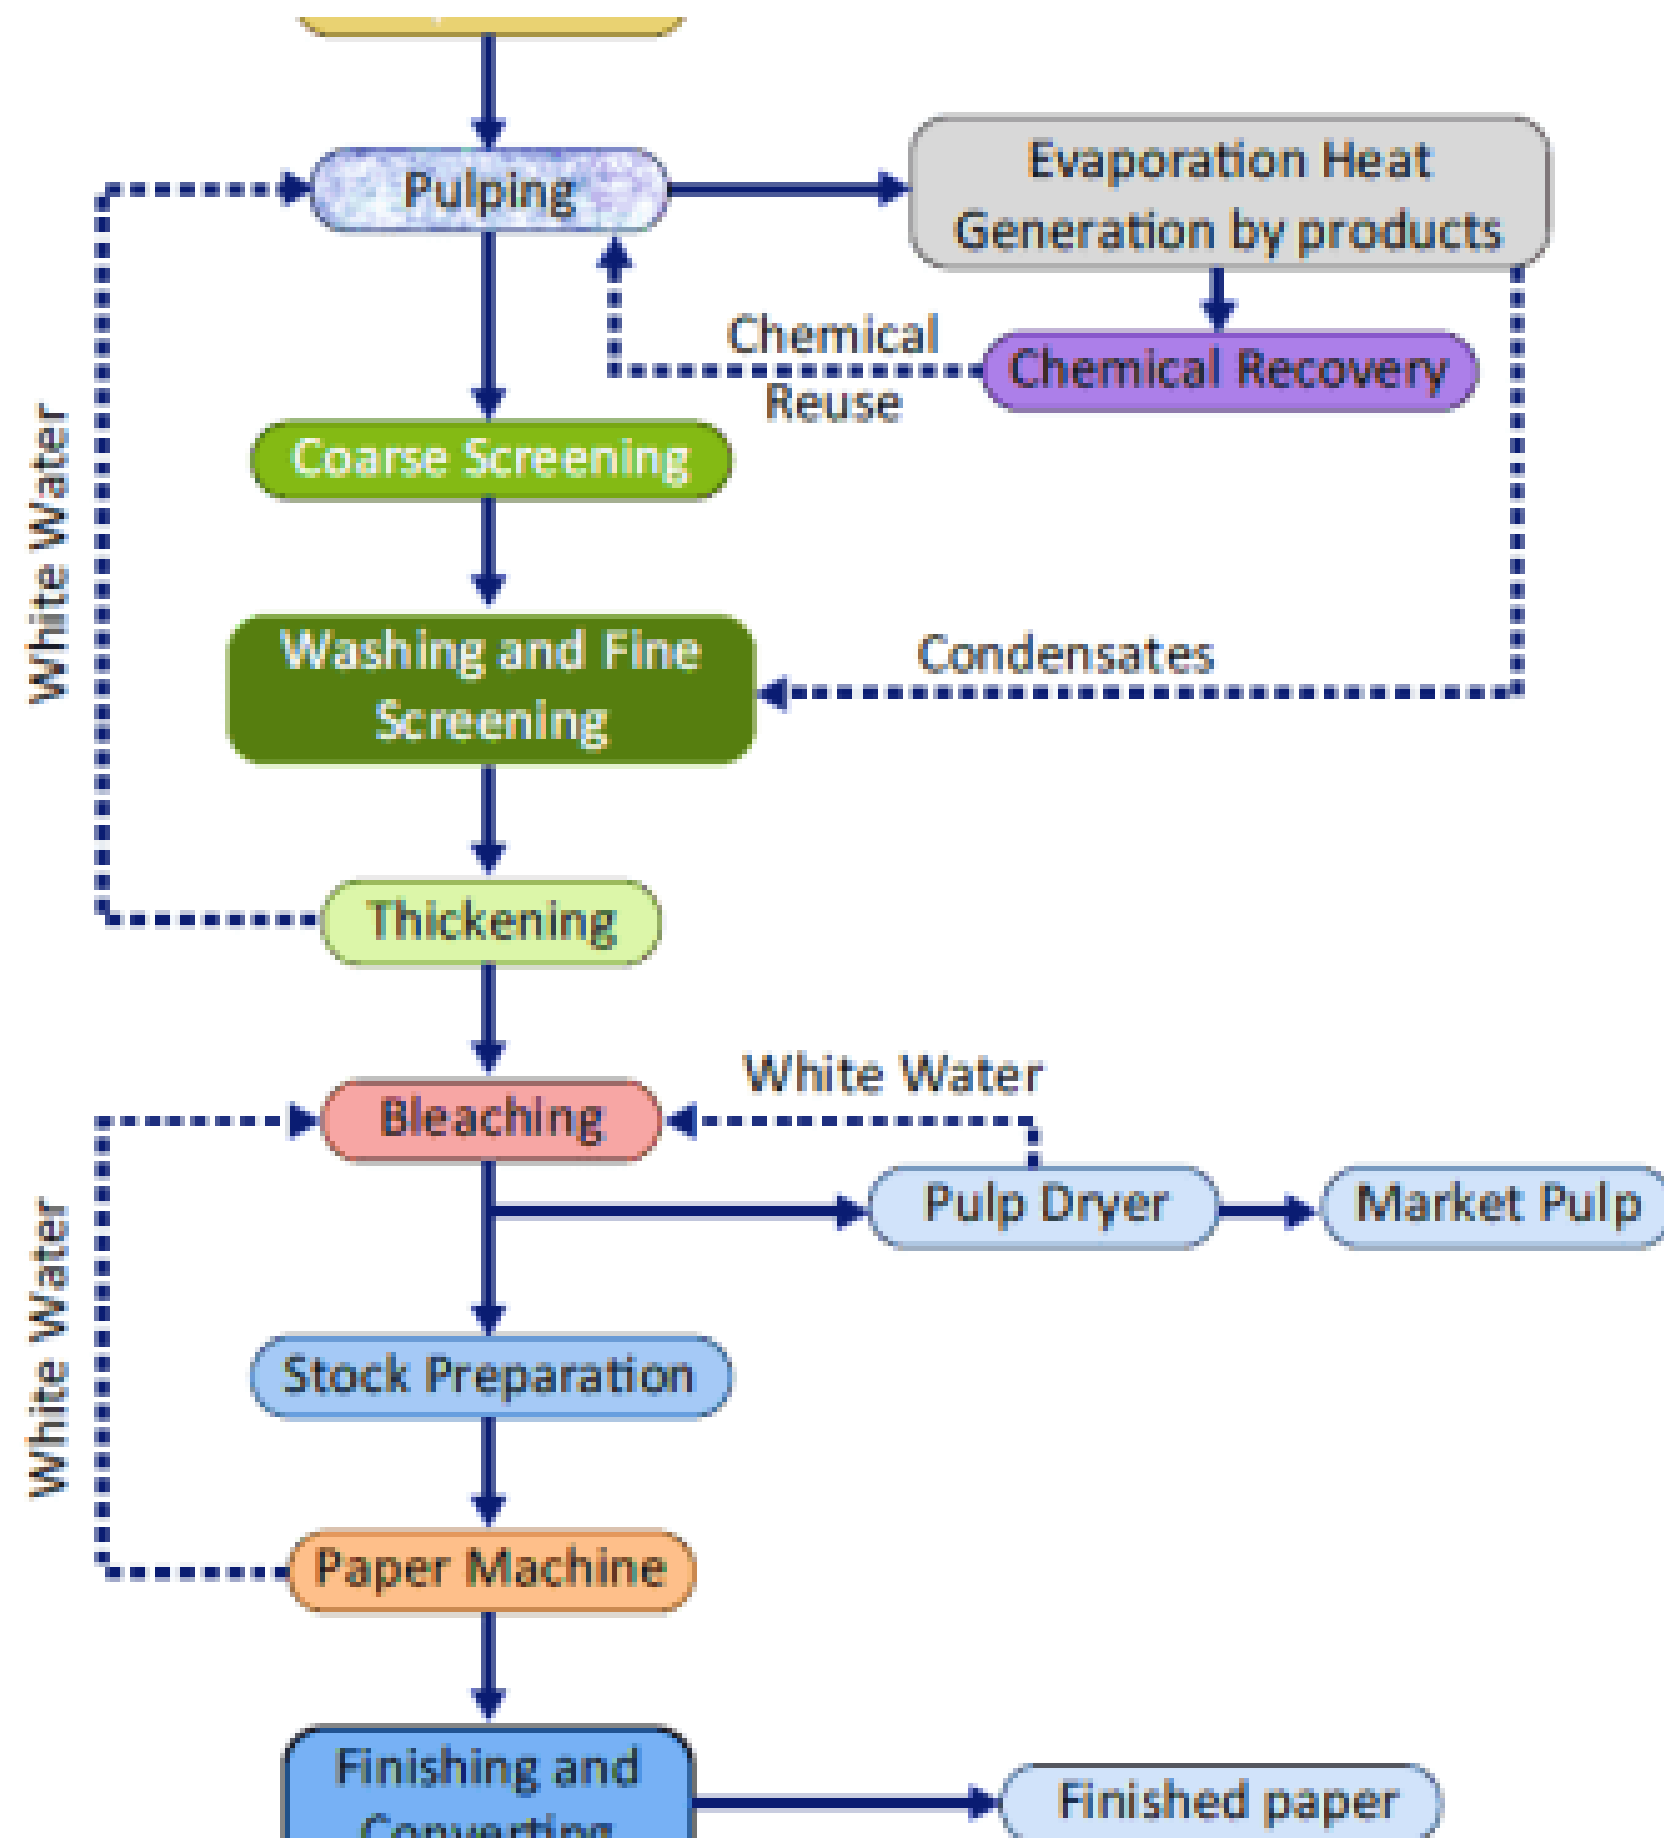 Pulping
Evaporation Heat
Generation by products
Chemical
Reuse
Chemical Recovery
Coarse Screening
White Water
Washing and Fine
Screening
Condensates
Thickening
White Water
Bleaching
Pulp Dryer
Market Pulp
White Water
Stock Preparation
Paper Machine
Finishing and
Converting
Finished paper